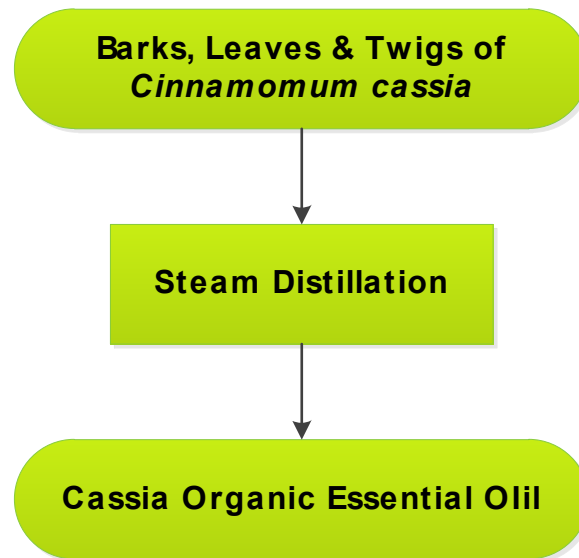 Barks, Leaves & Twigs of
Cinnamomum cassia
Steam Distillation
Cassia Organic Essential Olil